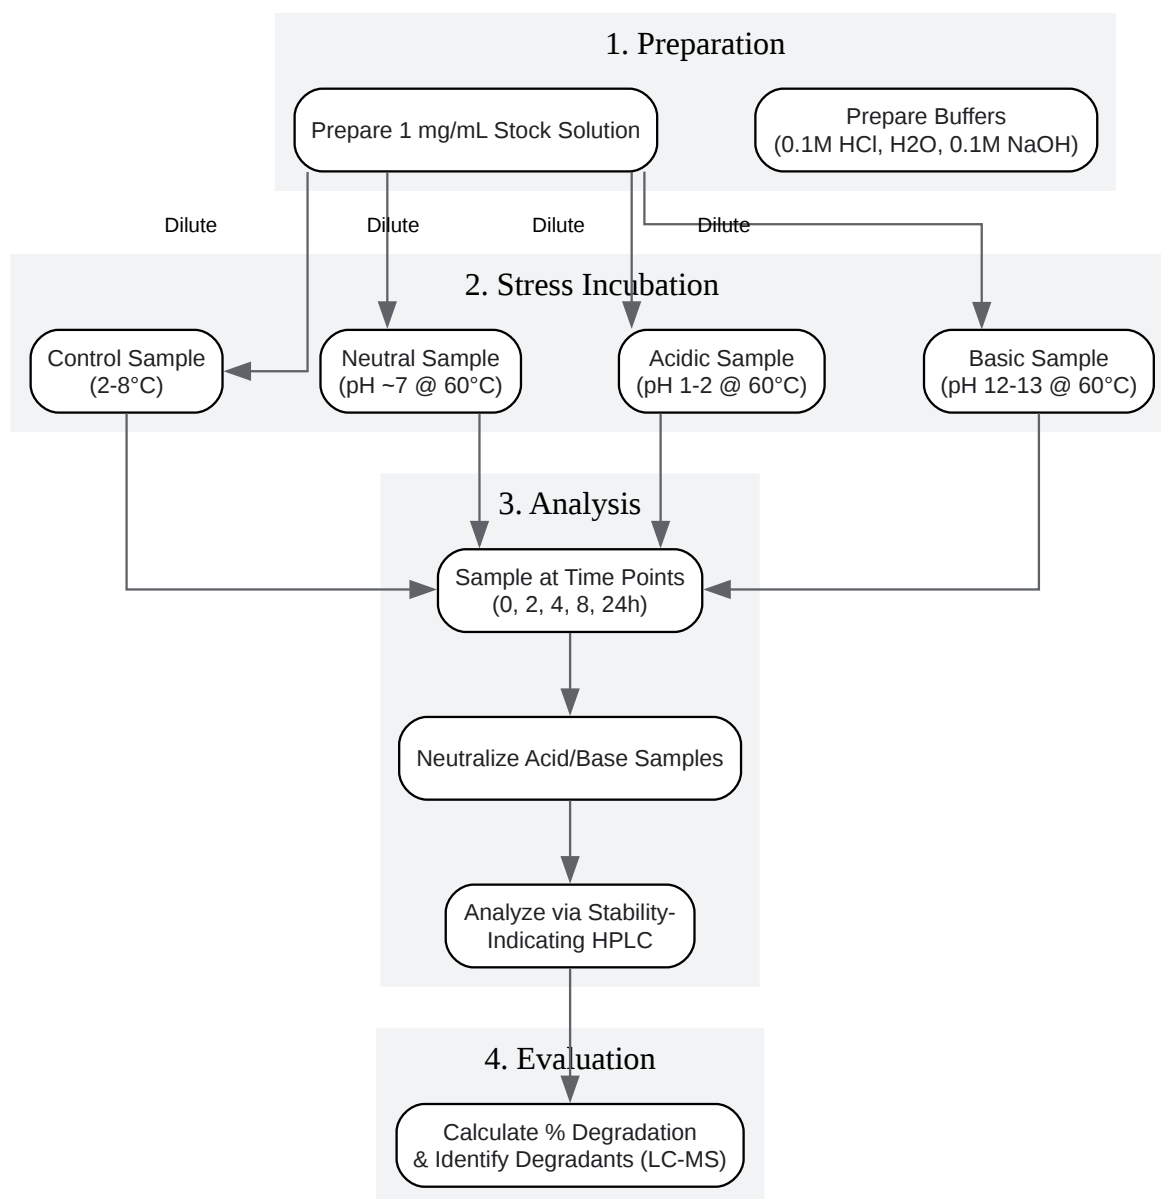 1. Preparation
Prepare 1 mg/mL Stock Solution
Prepare Buffers
(0.1M HCl, H2O, 0.1M NaOH)
Dilute
Dilute
Dilute
Dilute
2. Stress Incubation
Control Sample
(2-8°C)
Neutral Sample
(pH ~7 @ 60°C)
Acidic Sample
(pH 1-2 @ 60°C)
Basic Sample
(pH 12-13 @ 60°C)
3. Analysis
Sample at Time Points
(0, 2, 4, 8, 24h)
Neutralize Acid/Base Samples
Analyze via Stability-
Indicating HPLC
4. Evaluation
Calculate % Degradation
& Identify Degradants (LC-MS)